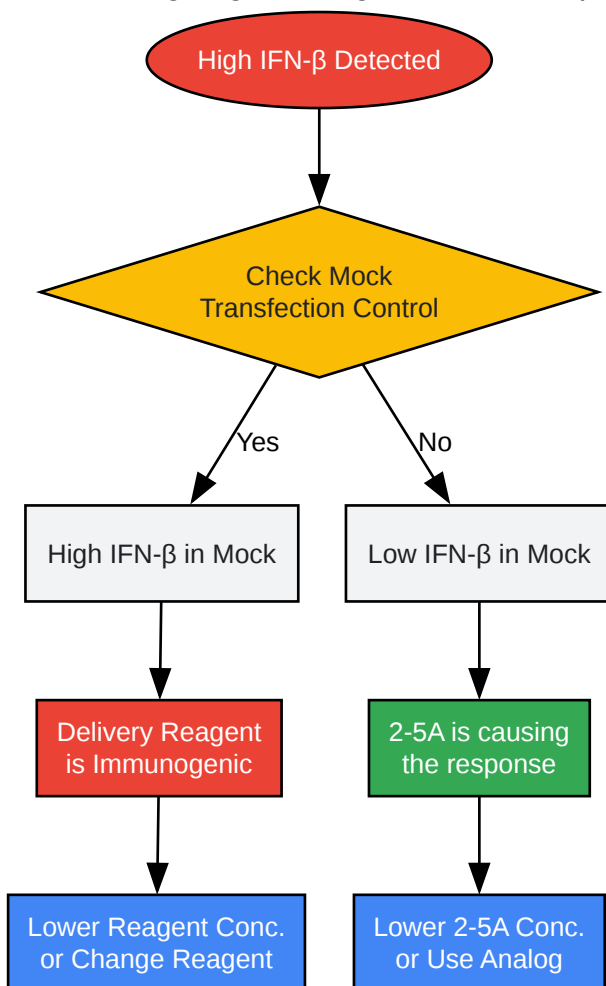 High IFN-β Detected
Check Mock
Transfection Control
Yes
No
High IFN-β in Mock
Low IFN-β in Mock
Delivery Reagent
is Immunogenic
2-5A is causing
the response
Lower Reagent Conc.
or Change Reagent
Lower 2-5A Conc.
or Use Analog